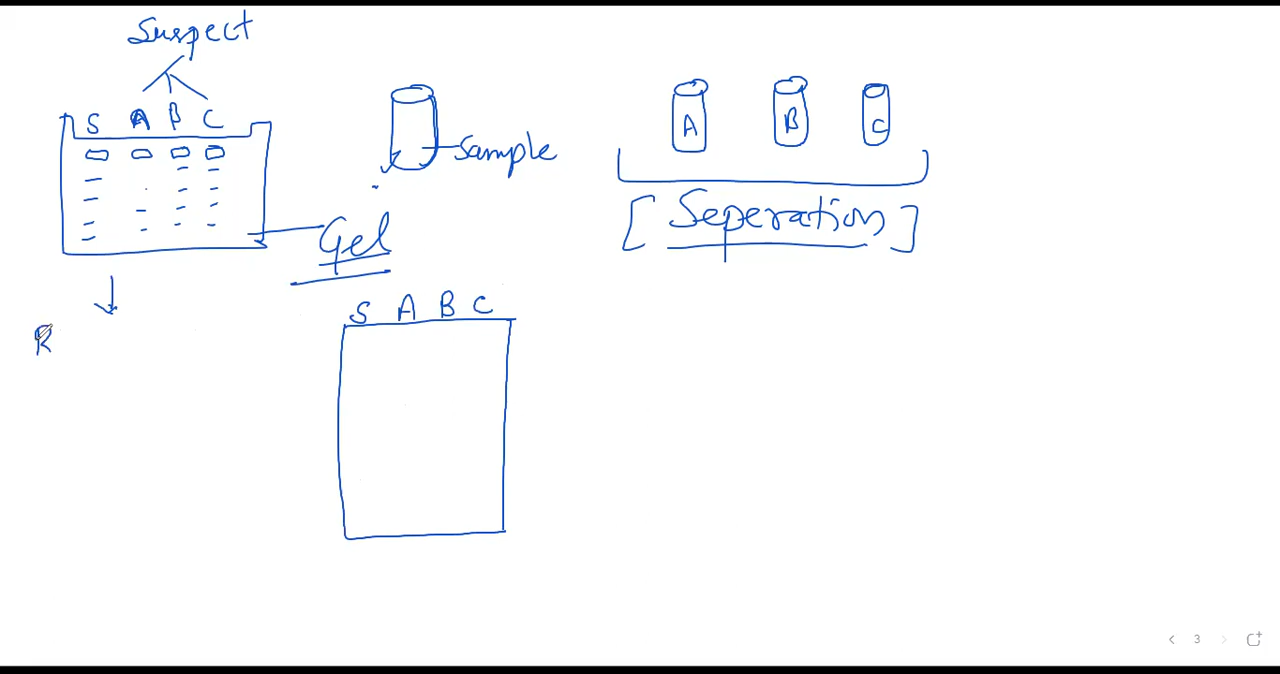 Suspect
S A B C
Sample
A B C
[ Seperation ]
Gel
S A B C
R
3